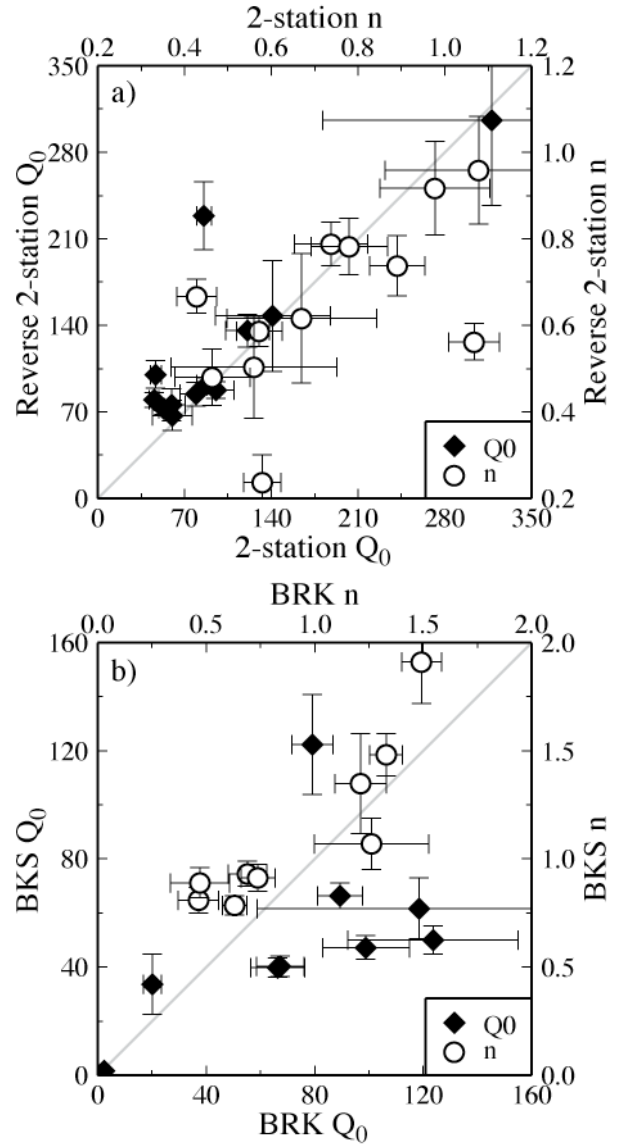 2-station n
0.2 0.4 0.6 0.8 1.0 1.2
a)
350 1.2
280 1.0
210 0.8
140 0.6
70 0.4
0 0.2
Reverse 2-station Q0
Reverse 2-station n
Q0
n
0 70 140 210 280 350
2-station Q0
BRK n
0.0 0.5 1.0 1.5 2.0
b)
160 2.0
120 1.5
80 1.0
40 0.5
0 0.0
BKS Q0
BKS n
Q0
n
0 40 80 120 160
BRK Q0